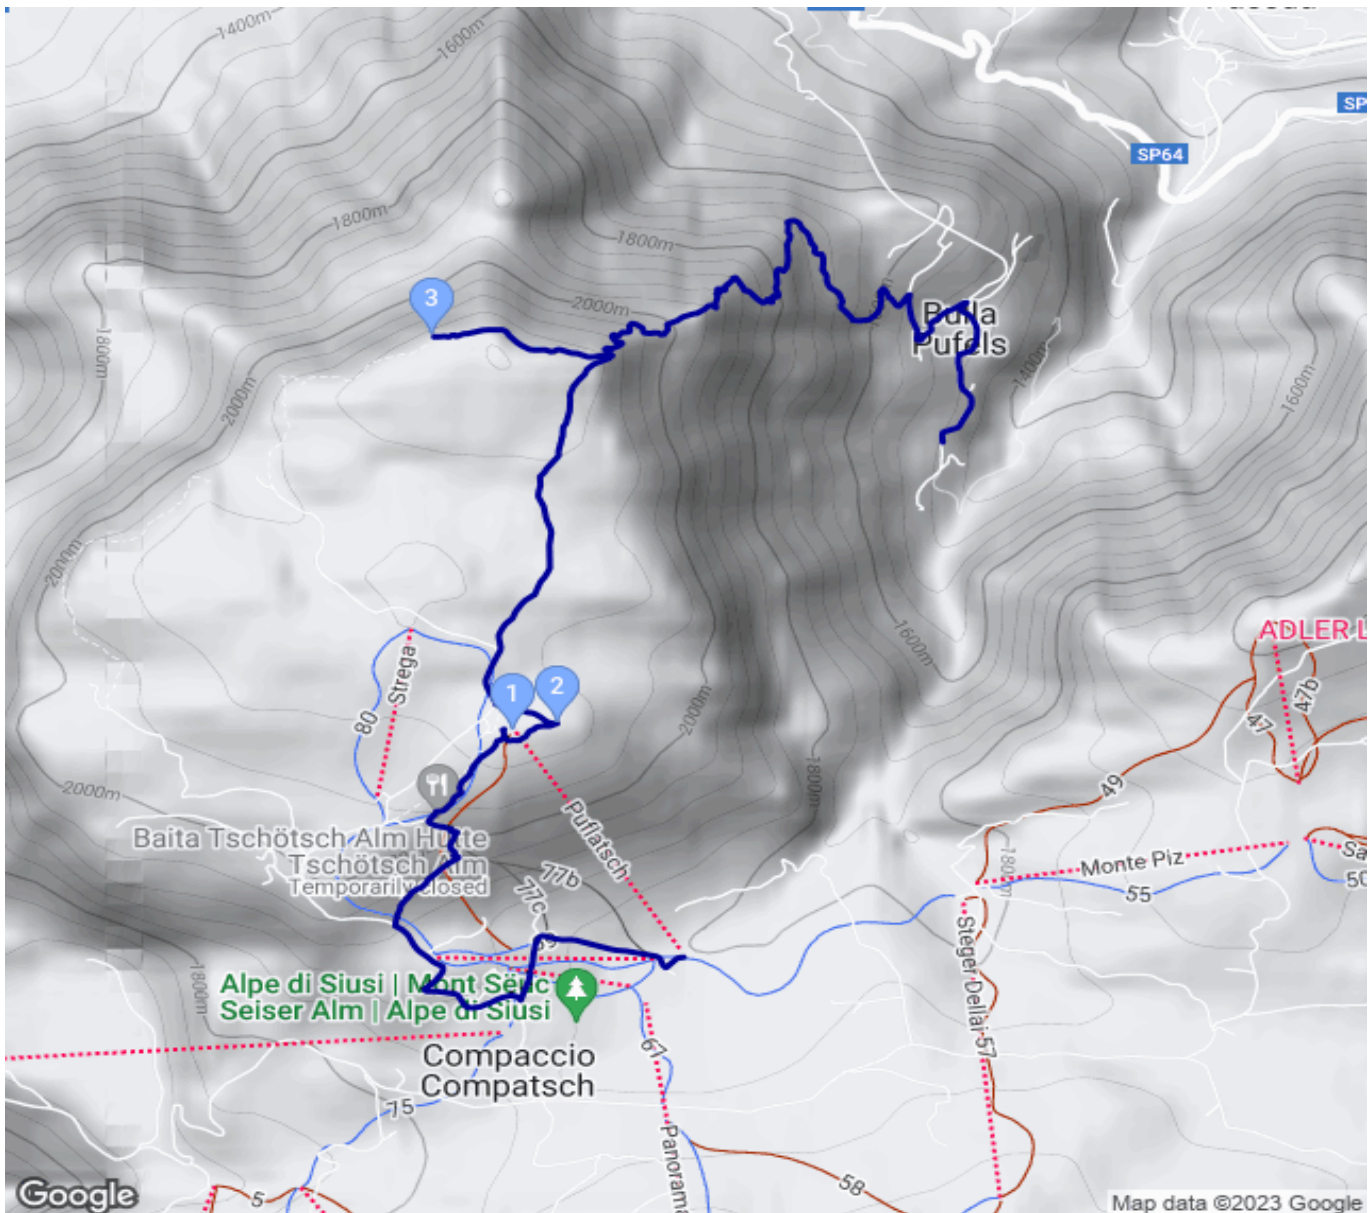 1400m
1600m
SP
SP64
1800m
1800m
3
2000m
Bulla
Pufels
1800m
2000m
1400m
1600m
2000m
1600m
ADLER L
Strega
80
1
2
2000m
47b
47
49
2000m
1800m
Puflatsch
Baita Tschötsch Alm Hütte
Tschötsch Alm
Temporarily closed
77b
77c
1800m
Monte Piz
55
Sa
50
Steger Dellai 57
1800m
Alpe di Siusi | Mont Sëuc
Seiser Alm | Alpe di Siusi
Compaccio
Compatsch
61
75
Panorama
58
5
Google
Map data ©2023 Google